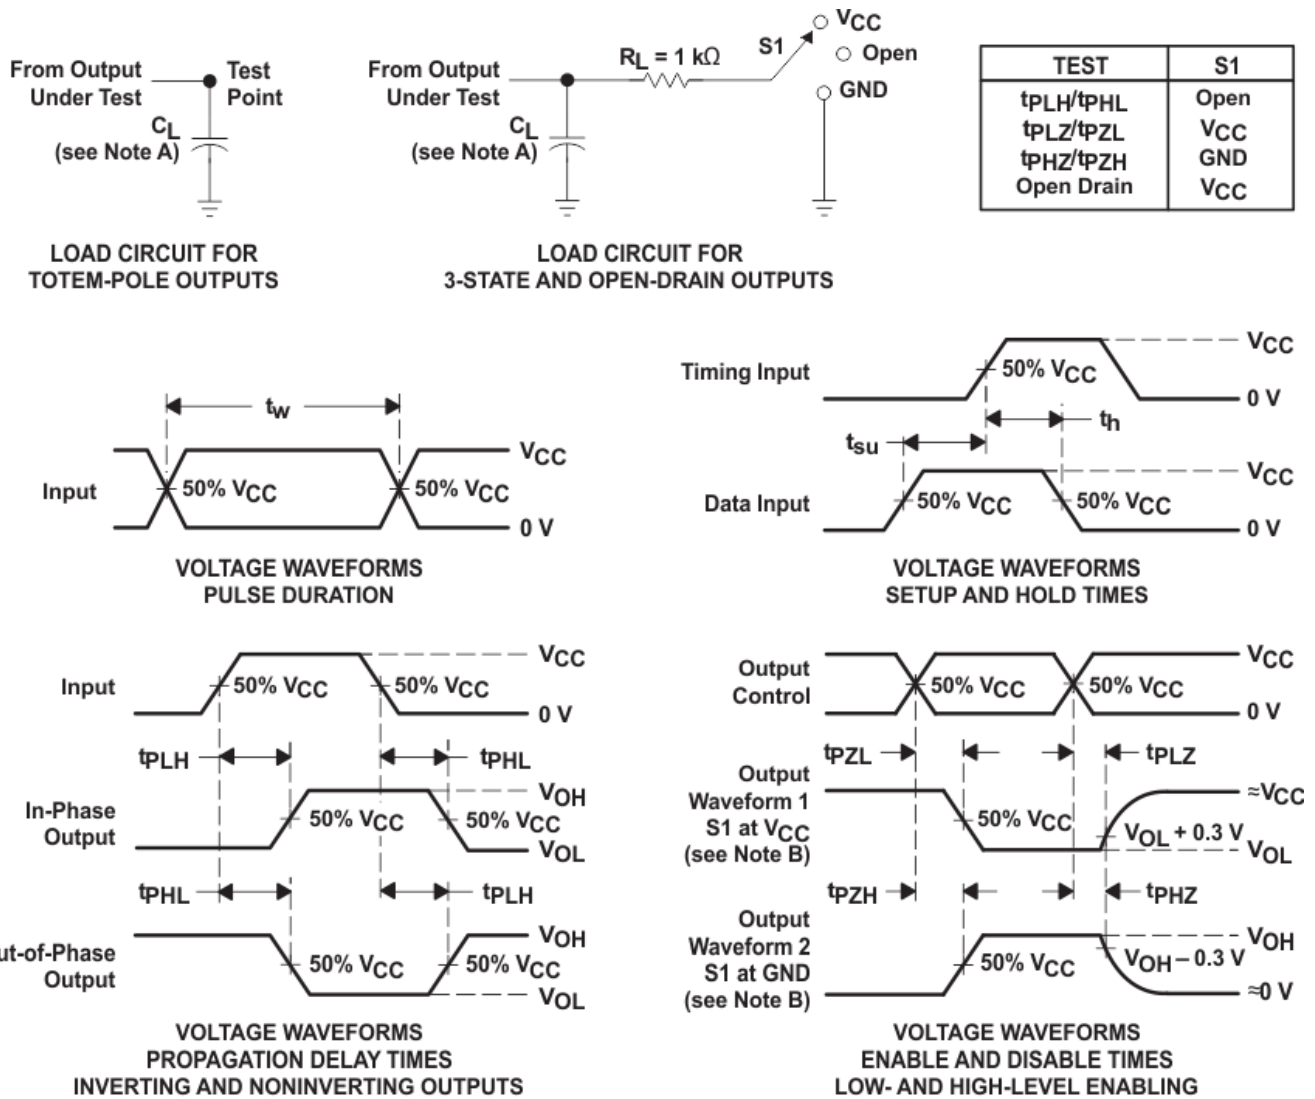 From Output
Under Test
Test
Point
CL
(see Note A)
LOAD CIRCUIT FOR
TOTEM-POLE OUTPUTS
From Output
Under Test
RL = 1 kΩ
S1
VCC
Open
GND
CL
(see Note A)
LOAD CIRCUIT FOR
3-STATE AND OPEN-DRAIN OUTPUTS
TEST S1
tPLH/tPHL Open
tPLZ/tPZL VCC
tPHZ/tPZH GND
Open Drain VCC
tw
VCC
Input 50% VCC 50% VCC
0 V
VOLTAGE WAVEFORMS
PULSE DURATION
Timing Input 50% VCC
VCC
0 V
th
tsu
Data Input 50% VCC 50% VCC
VCC
0 V
VOLTAGE WAVEFORMS
SETUP AND HOLD TIMES
Input 50% VCC 50% VCC
VCC
0 V
tPLH tPHL
In-Phase
Output
50% VCC 50% VCC
VOH
VOL
tPHL tPLH
ut-of-Phase
Output
50% VCC 50% VCC
VOH
VOL
VOLTAGE WAVEFORMS
PROPAGATION DELAY TIMES
INVERTING AND NONINVERTING OUTPUTS
Output
Control
50% VCC 50% VCC
VCC
0 V
tPZL tPLZ
Output
Waveform 1
S1 at VCC
(see Note B)
50% VCC
VOL + 0.3 V
≈VCC
VOL
tPZH tPHZ
Output
Waveform 2
S1 at GND
(see Note B)
50% VCC
VOH − 0.3 V
VOH
≈0 V
VOLTAGE WAVEFORMS
ENABLE AND DISABLE TIMES
LOW- AND HIGH-LEVEL ENABLING